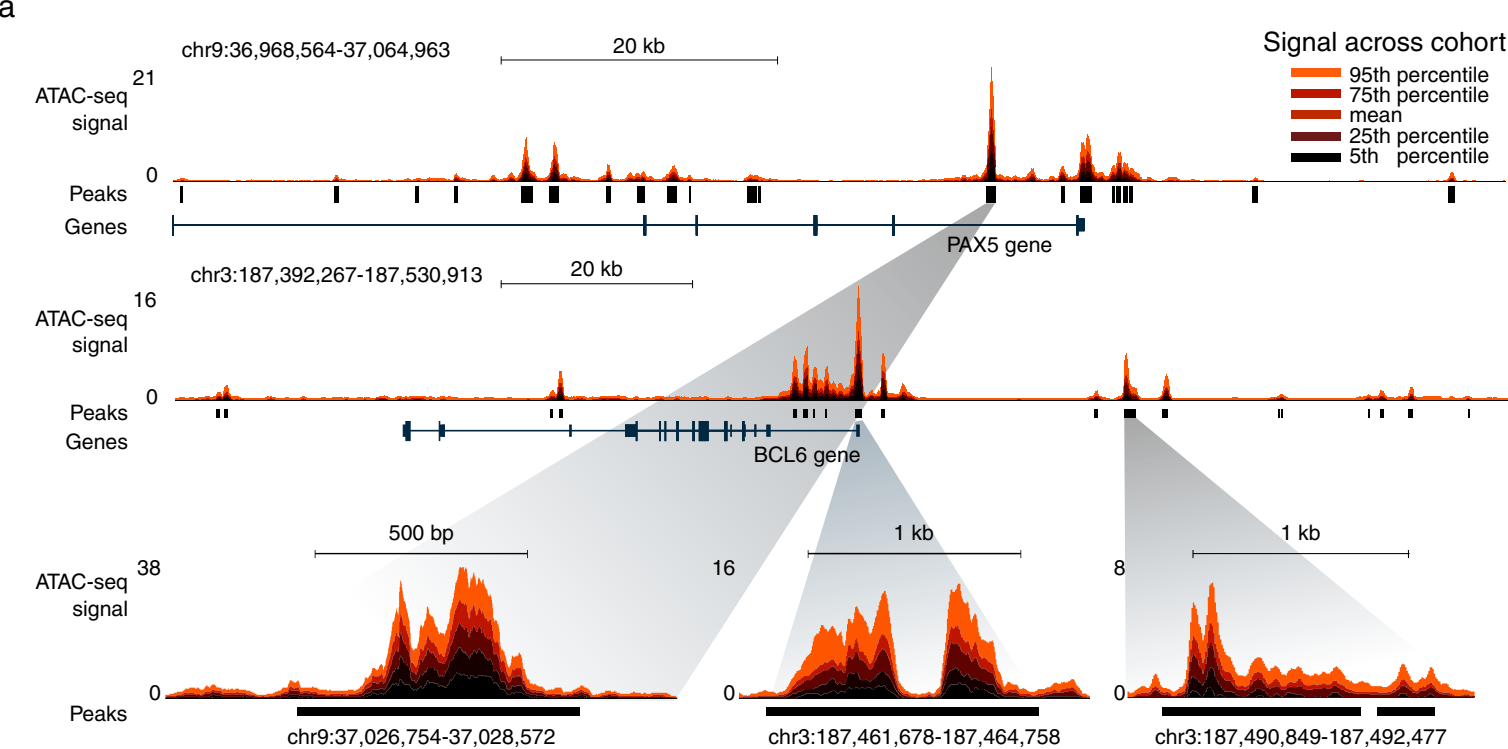 a
chr9:36,968,564-37,064,963
20 kb
Signal across cohort
95th percentile
75th percentile
mean
25th percentile
5th percentile
21
ATAC-seq
signal
0
Peaks
Genes
PAX5 gene
chr3:187,392,267-187,530,913
20 kb
16
ATAC-seq
signal
0
Peaks
Genes
BCL6 gene
500 bp
1 kb
1 kb
38
16
8
ATAC-seq
signal
0
0
0
Peaks
chr9:37,026,754-37,028,572
chr3:187,461,678-187,464,758
chr3:187,490,849-187,492,477